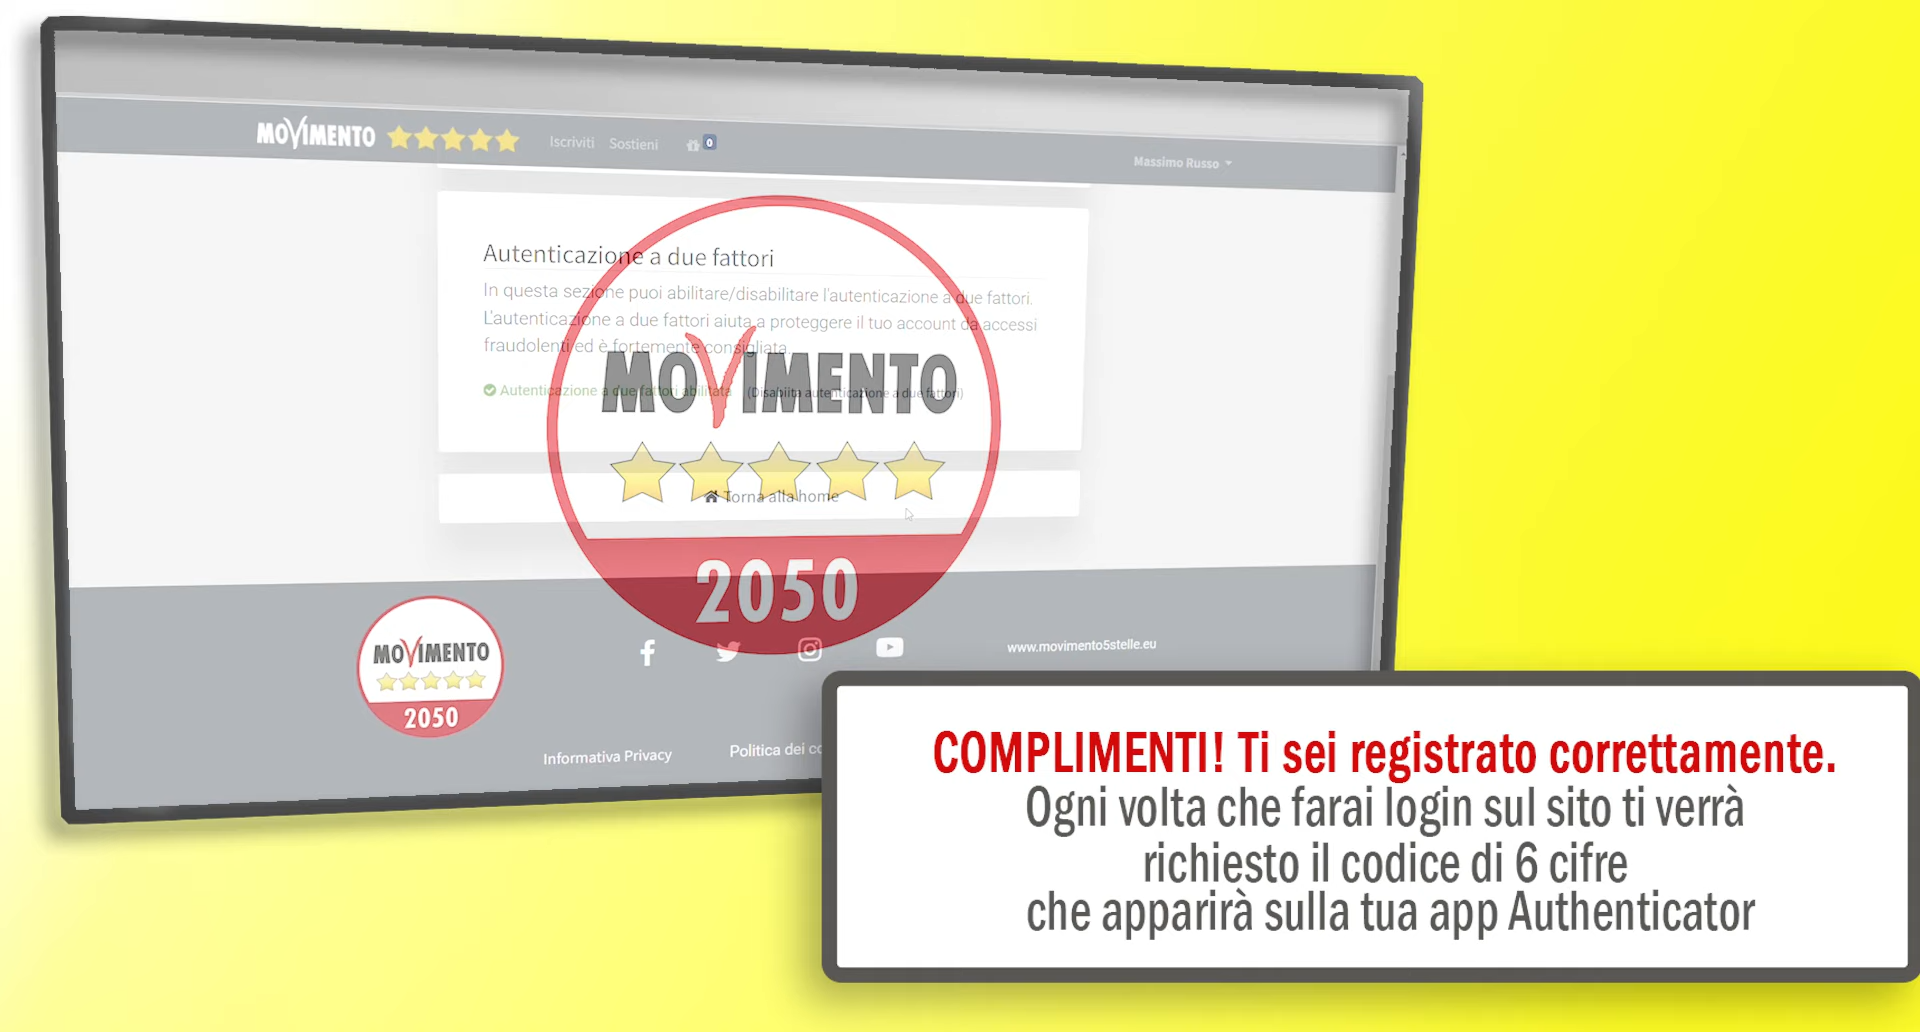 MOVIMENTO
Iscriviti Sostieni 0
Massimo Russo
Autenticazione a due fattori
In questa sezione puoi abilitare/disabilitare l'autenticazione a due fattori.
L'autenticazione a due fattori aiuta a proteggere il tuo account da accessi
fraudolenti ed è fortemente consigliata.
Autenticazione a due fattori abilitata (Disabilita autenticazione a due fattori)
MOVIMENTO
Torna alla home
2050
MOVIMENTO
2050
www.movimento5stelle.eu
Informativa Privacy
Politica dei co
COMPLIMENTI! Ti sei registrato correttamente.
Ogni volta che farai login sul sito ti verrà
richiesto il codice di 6 cifre
che apparirà sulla tua app Authenticator